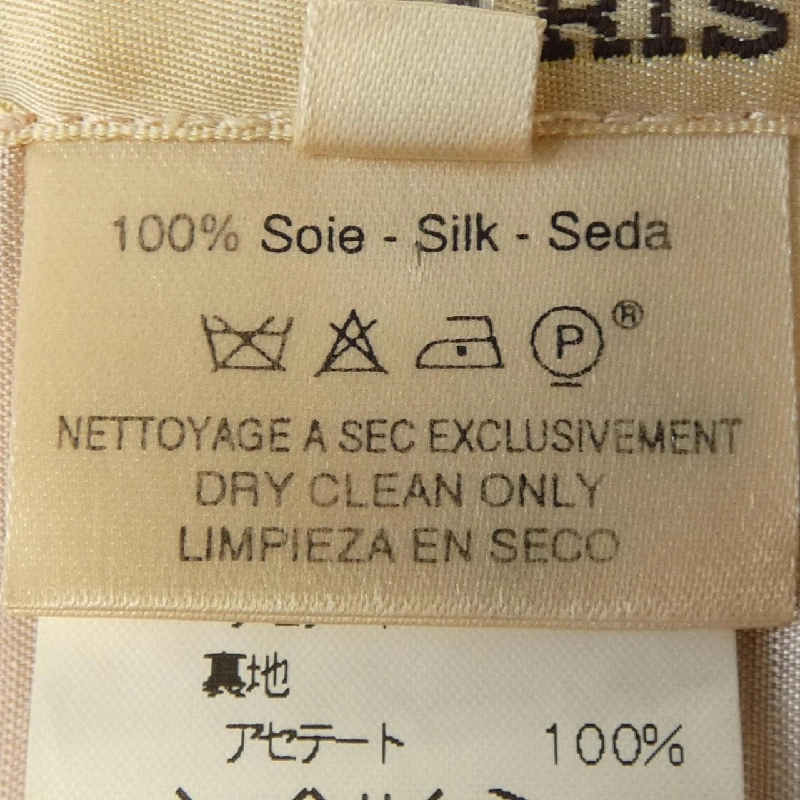 RIS
100% Soie - Silk - Seda
P®
NETTOYAGE A SEC EXCLUSIVEMENT
DRY CLEAN ONLY
LIMPIEZA EN SECO
裏地
アセテート 100%